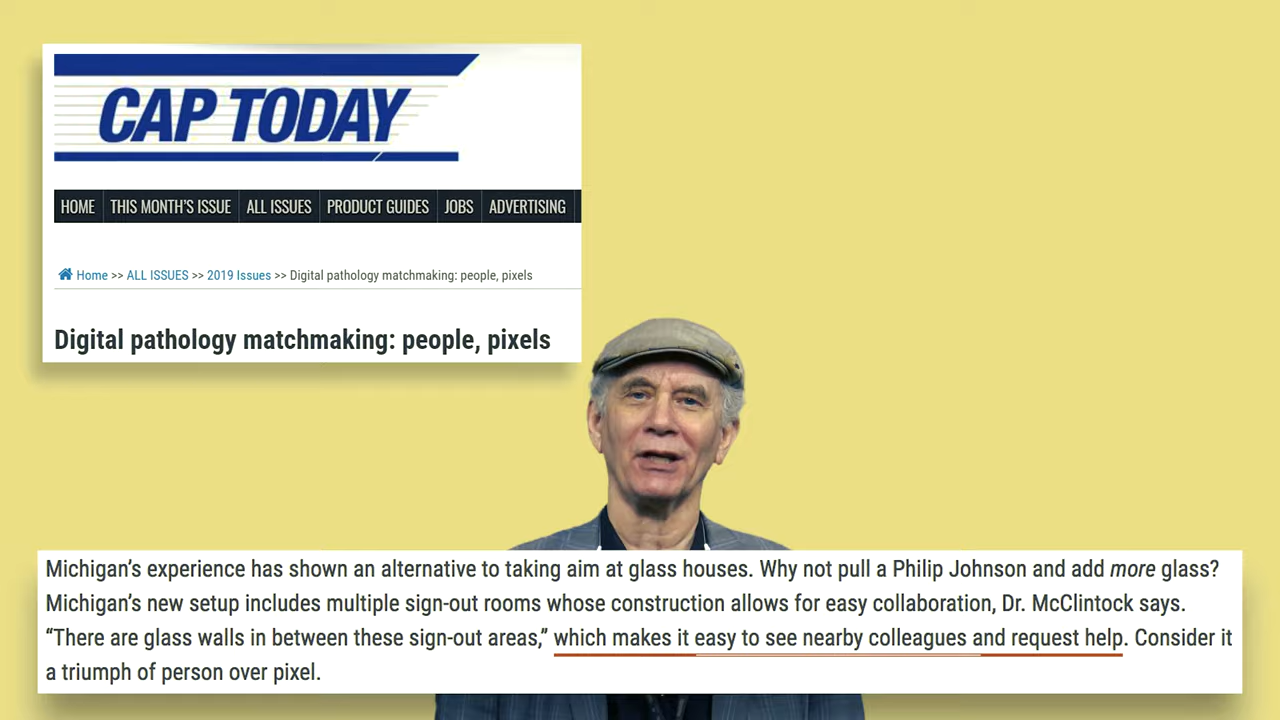 CAP TODAY
HOME THIS MONTH'S ISSUE ALL ISSUES PRODUCT GUIDES JOBS ADVERTISING
Home >> ALL ISSUES >> 2019 Issues >> Digital pathology matchmaking: people, pixels
Digital pathology matchmaking: people, pixels
Michigan’s experience has shown an alternative to taking aim at glass houses. Why not pull a Philip Johnson and add more glass?
Michigan’s new setup includes multiple sign-out rooms whose construction allows for easy collaboration, Dr. McClintock says.
“There are glass walls in between these sign-out areas,” which makes it easy to see nearby colleagues and request help. Consider it
a triumph of person over pixel.